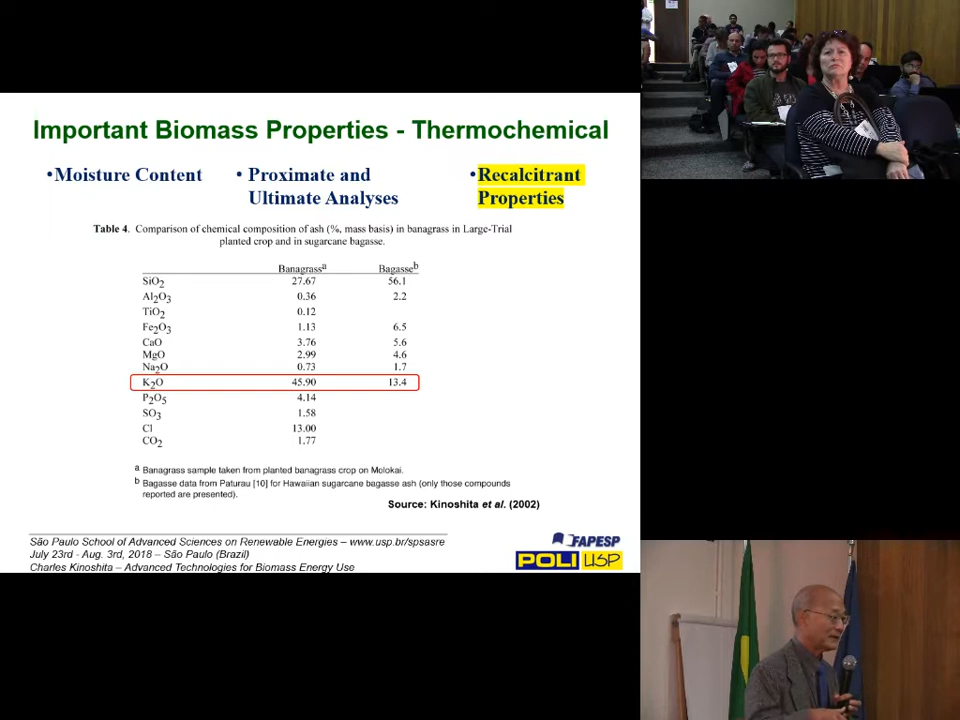 Important Biomass Properties - Thermochemical
•Moisture Content
• Proximate and
Ultimate Analyses
•Recalcitrant
Properties
Table 4. Comparison of chemical composition of ash (%, mass basis) in banagrass in Large-Trial
planted crop and in sugarcane bagasse.
Banagrassᵃ Bagasseᵇ
SiO₂ 27.67 56.1
Al₂O₃ 0.36 2.2
TiO₂ 0.12
Fe₂O₃ 1.13 6.5
CaO 3.76 5.6
MgO 2.99 4.6
Na₂O 0.73 1.7
K₂O 45.90 13.4
P₂O₅ 4.14
SO₃ 1.58
Cl 13.00
CO₂ 1.77
ᵃ Banagrass sample taken from planted banagrass crop on Molokai.
ᵇ Bagasse data from Paturau [10] for Hawaiian sugarcane bagasse ash (only those compounds
reported are presented).
Source: Kinoshita et al. (2002)
São Paulo School of Advanced Sciences on Renewable Energies – www.usp.br/spsasre
July 23rd - Aug. 3rd, 2018 – São Paulo (Brazil)
Charles Kinoshita – Advanced Technologies for Biomass Energy Use
FAPESP
POLI USP